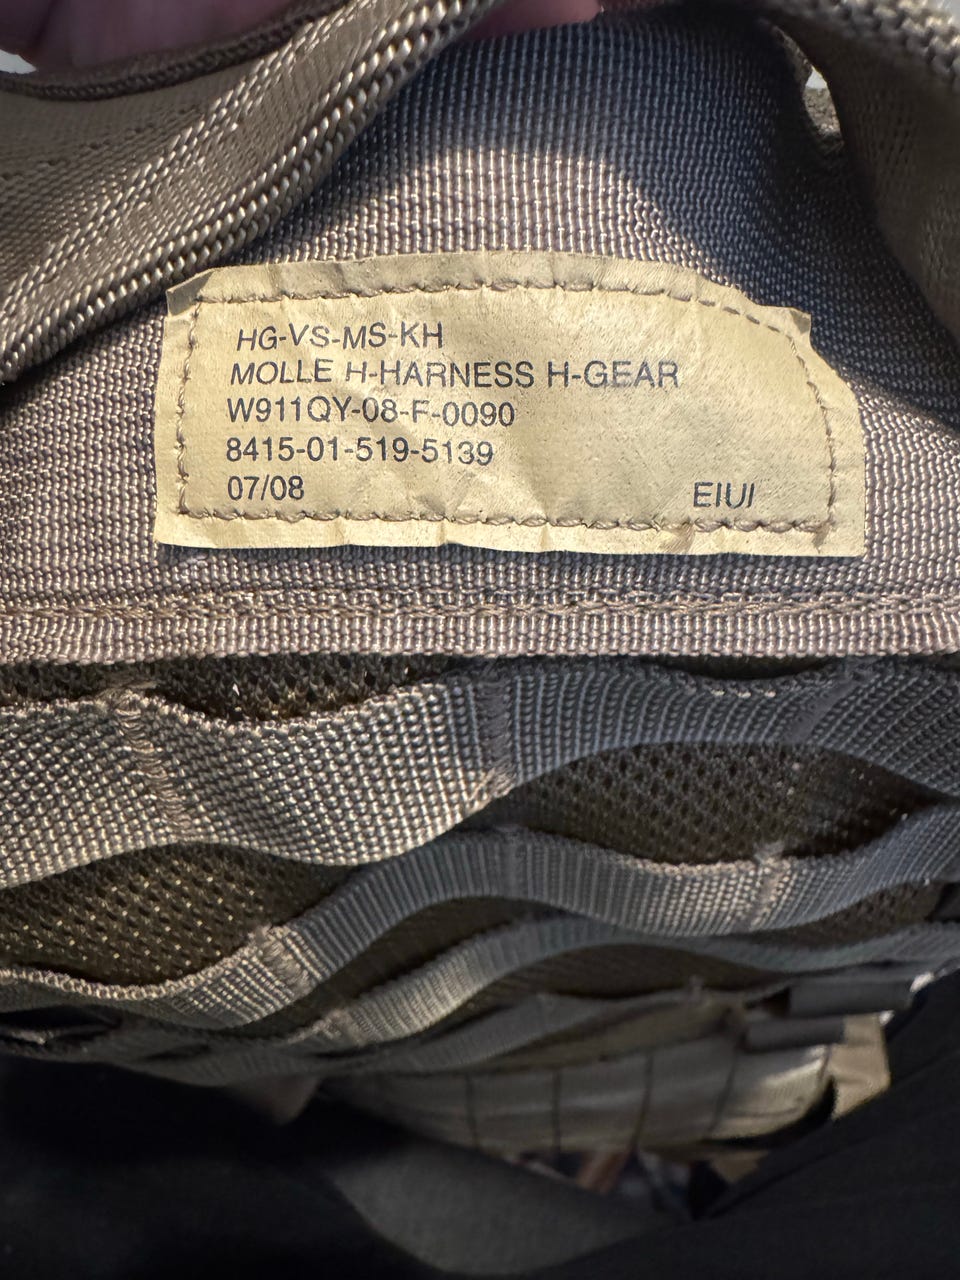 HG-VS-MS-KH
MOLLE H-HARNESS H-GEAR
W911QY-08-F-0090
8415-01-519-5139
07/08 EIUI